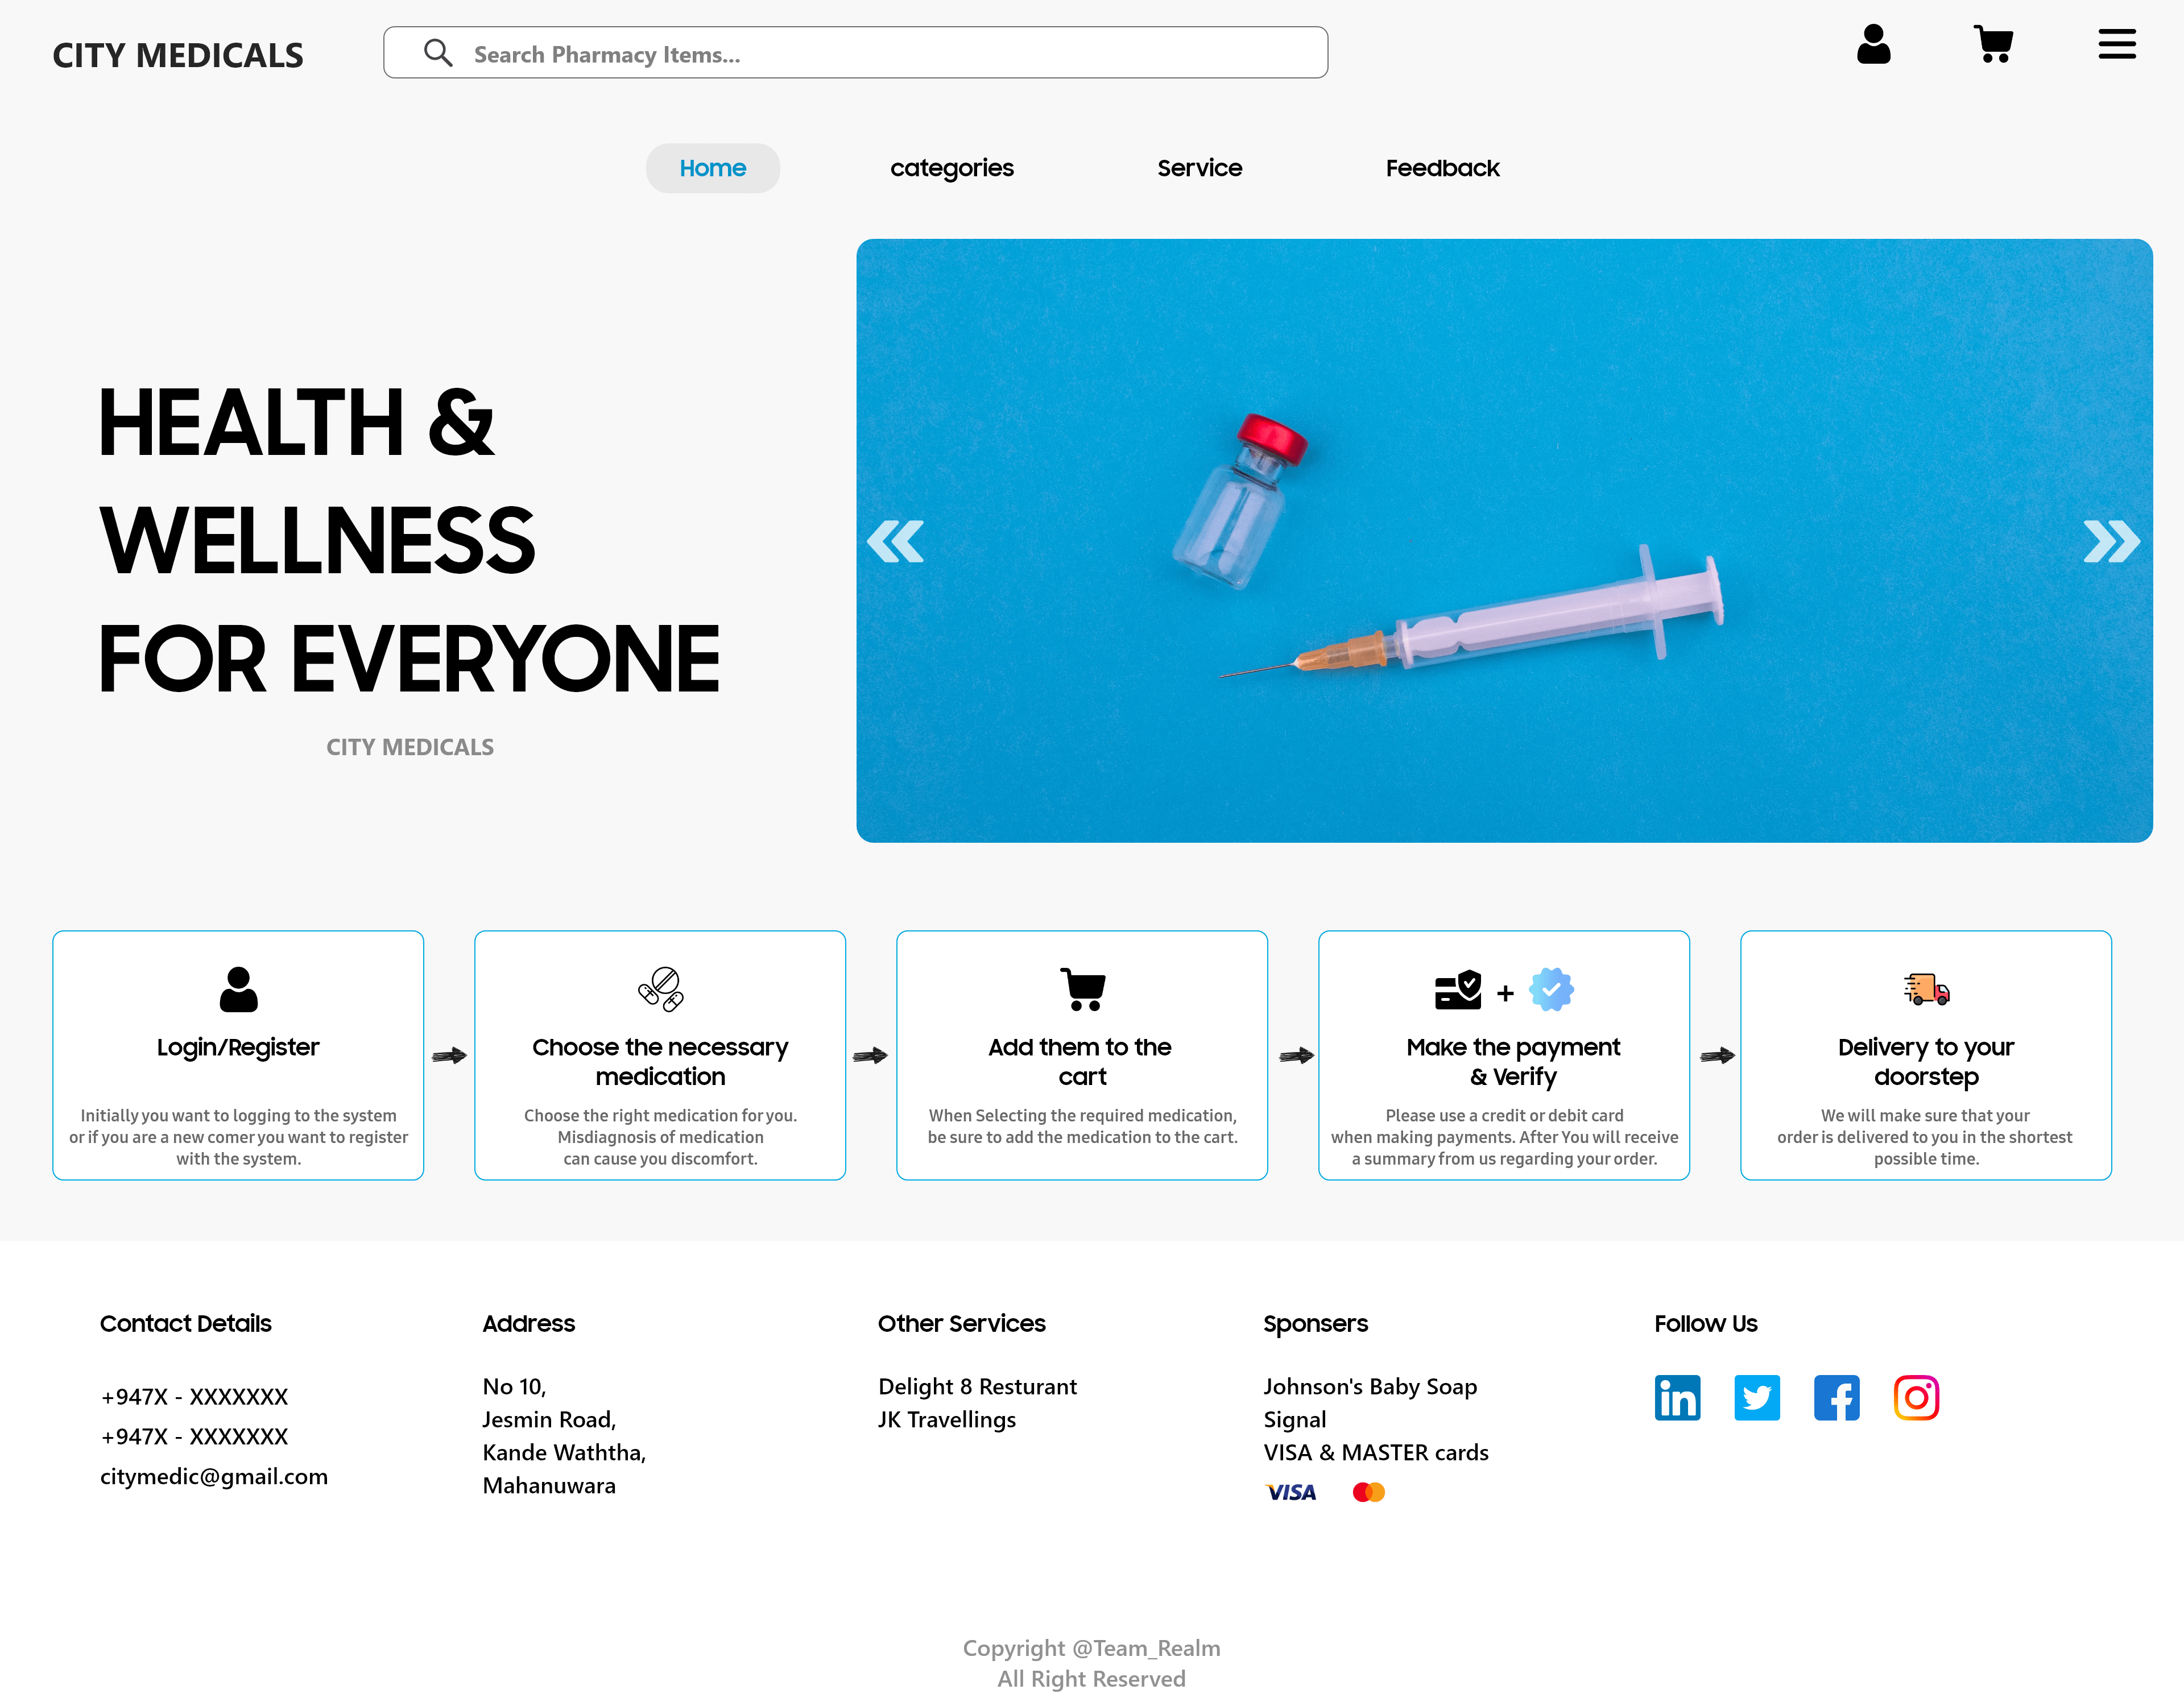 CITY MEDICALS
Search Pharmacy Items...
Home
categories
Service
Feedback
HEALTH &
WELLNESS
FOR EVERYONE
CITY MEDICALS
Login/Register
Initially you want to logging to the system
or if you are a new comer you want to register
with the system.
Choose the necessary
medication
Choose the right medication for you.
Misdiagnosis of medication
can cause you discomfort.
Add them to the
cart
When Selecting the required medication,
be sure to add the medication to the cart.
+
Make the payment
& Verify
Please use a credit or debit card
when making payments. After You will receive
a summary from us regarding your order.
Delivery to your
doorstep
We will make sure that your
order is delivered to you in the shortest
possible time.
Contact Details
+947X - XXXXXXX
+947X - XXXXXXX
citymedic@gmail.com
Address
No 10,
Jesmin Road,
Kande Waththa,
Mahanuwara
Other Services
Delight 8 Resturant
JK Travellings
Sponsers
Johnson's Baby Soap
Signal
VISA & MASTER cards
VISA
Follow Us
in
Copyright @Team_Realm
All Right Reserved